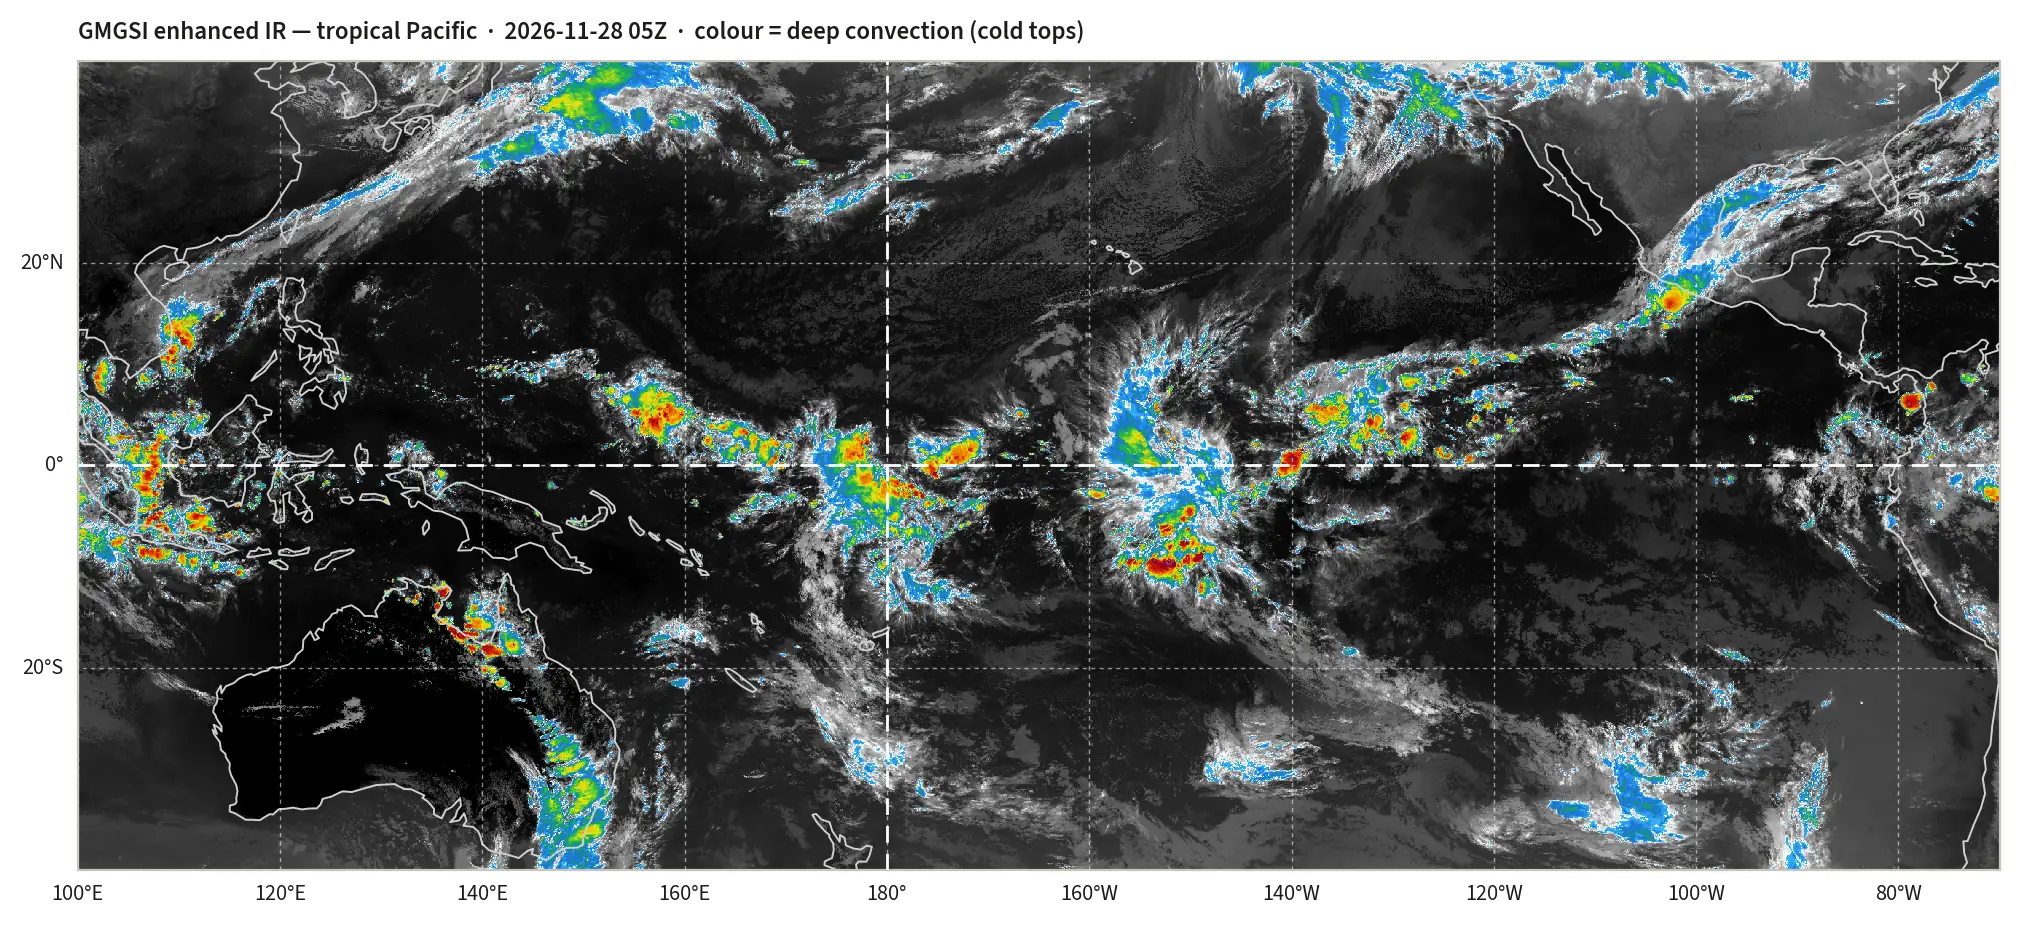 GMGSI enhanced IR — tropical Pacific · 2026-11-28 05Z · colour = deep convection (cold tops)
20°N
0°
20°S
100°E 120°E 140°E 160°E 180° 160°W 140°W 120°W 100°W 80°W